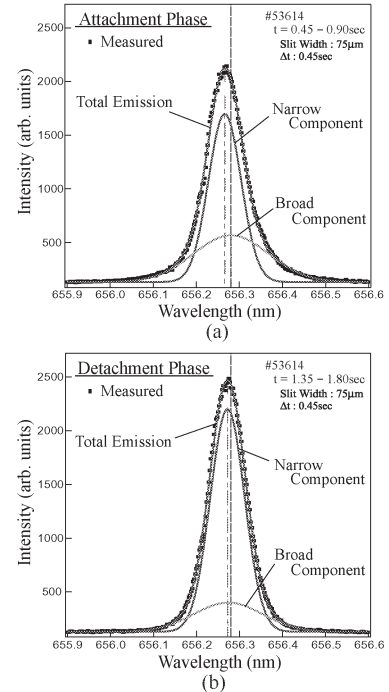 Attachment Phase
Measured
#53614
t = 0.45 − 0.90sec
Slit Width : 75μm
Δt : 0.45sec
Total Emission
Narrow
Component
Broad
Component
Intensity (arb. units)
2500
2000
1500
1000
500
655.9 656.0 656.1 656.2 656.3 656.4 656.5 656.6
Wavelength (nm)
(a)
Detachment Phase
Measured
#53614
t = 1.35 − 1.80sec
Slit Width : 75μm
Δt : 0.45sec
Total Emission
Narrow
Component
Broad
Component
Intensity (arb. units)
2500
2000
1500
1000
500
655.9 656.0 656.1 656.2 656.3 656.4 656.5 656.6
Wavelength (nm)
(b)